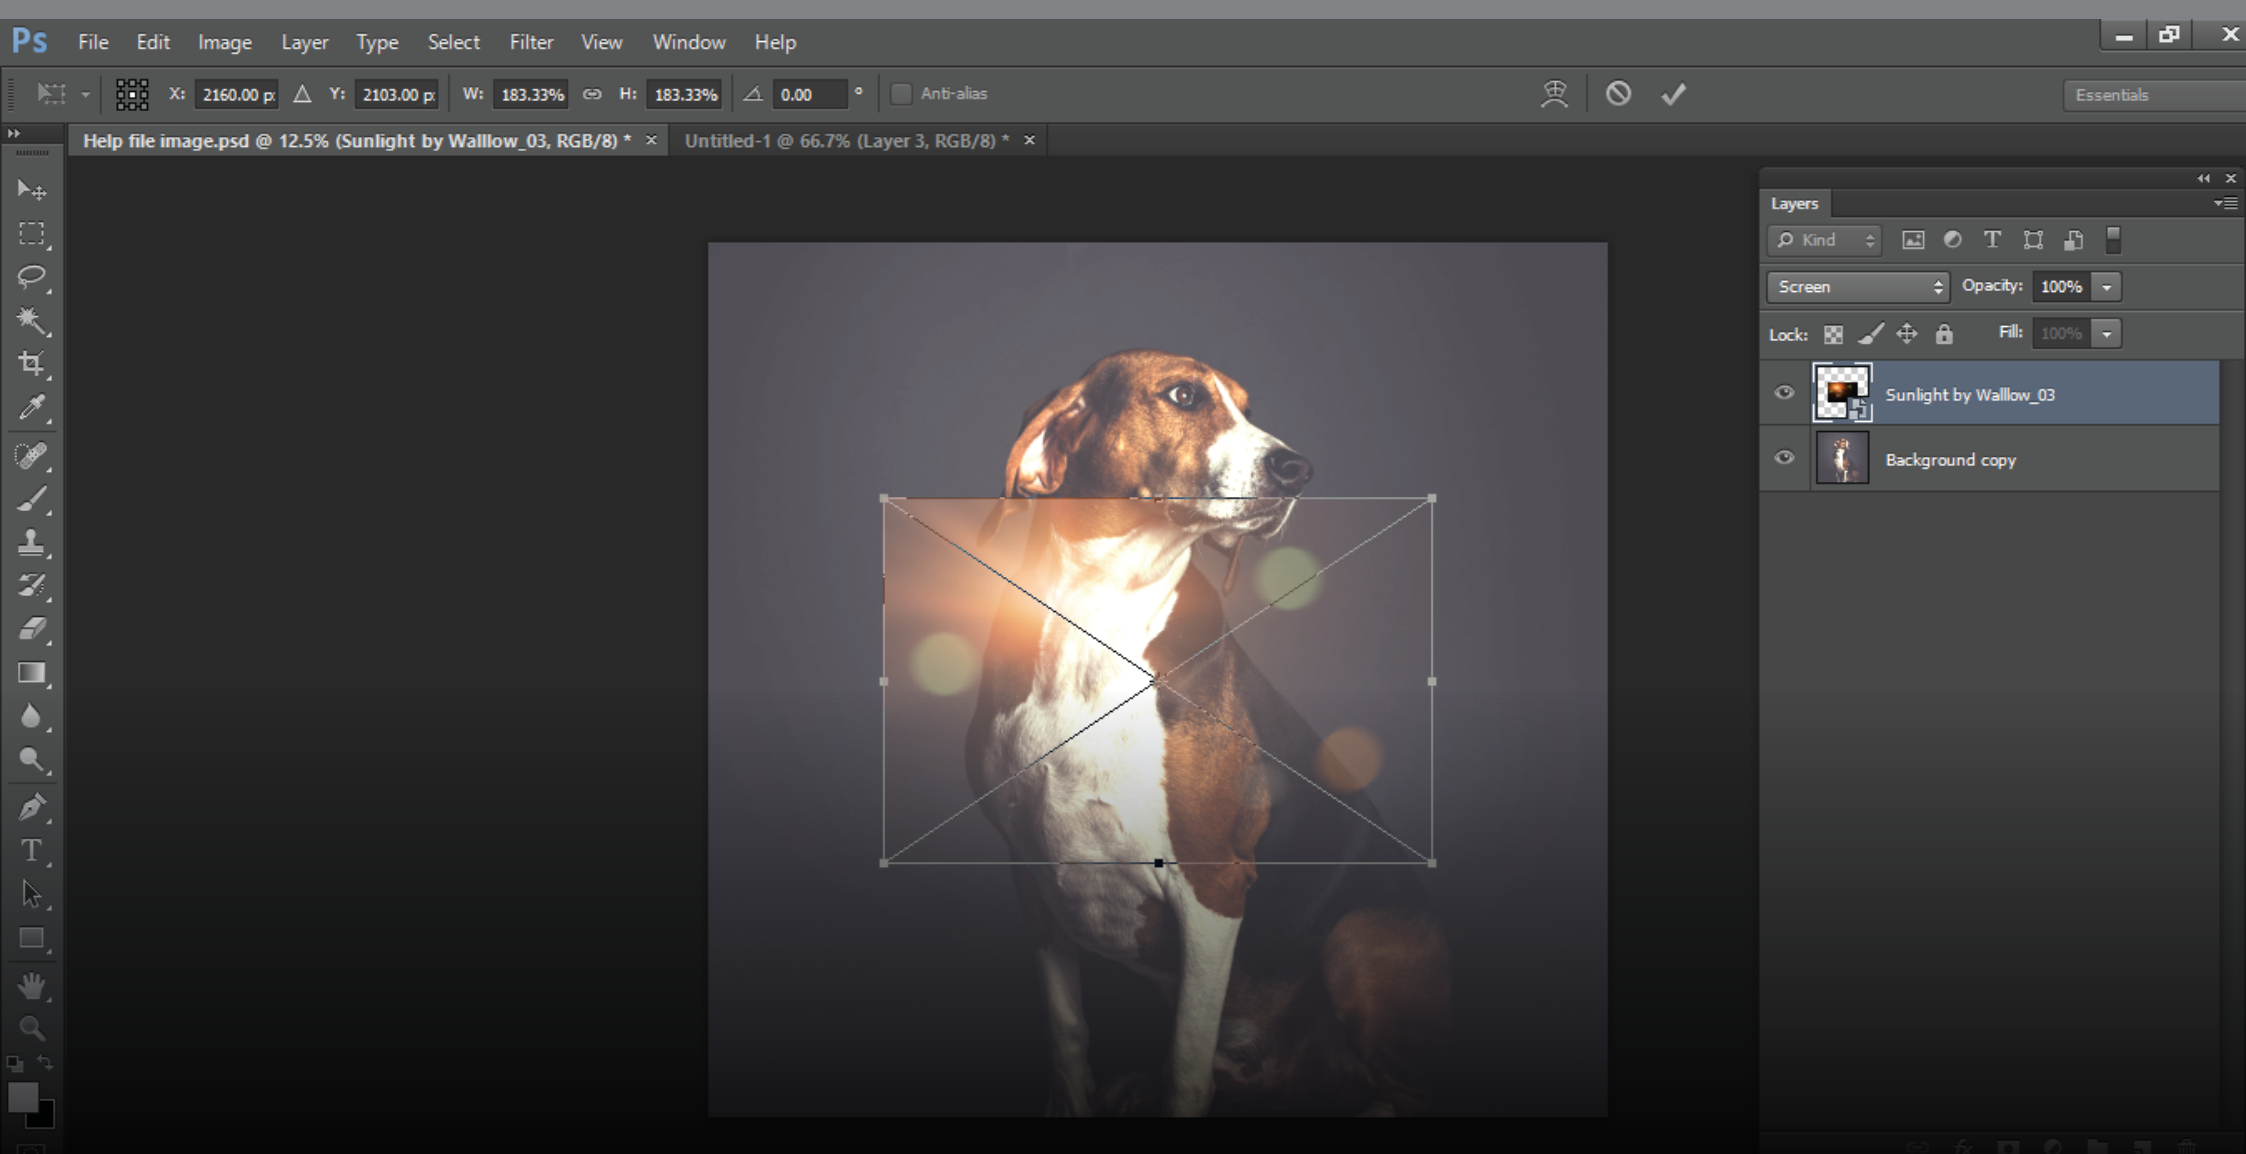 Ps File Edit Image Layer Type Select Filter View Window Help
X: 2160.00 p: Y: 2103.00 p: W: 183.33% H: 183.33% 0.00 ° Anti-alias Essentials
Help file image.psd @ 12.5% (Sunlight by Walllow_03, RGB/8) * × Untitled-1 @ 66.7% (Layer 3, RGB/8) * ×
Layers
Kind
Screen Opacity: 100%
Lock: Fill: 100%
Sunlight by Walllow_03
Background copy